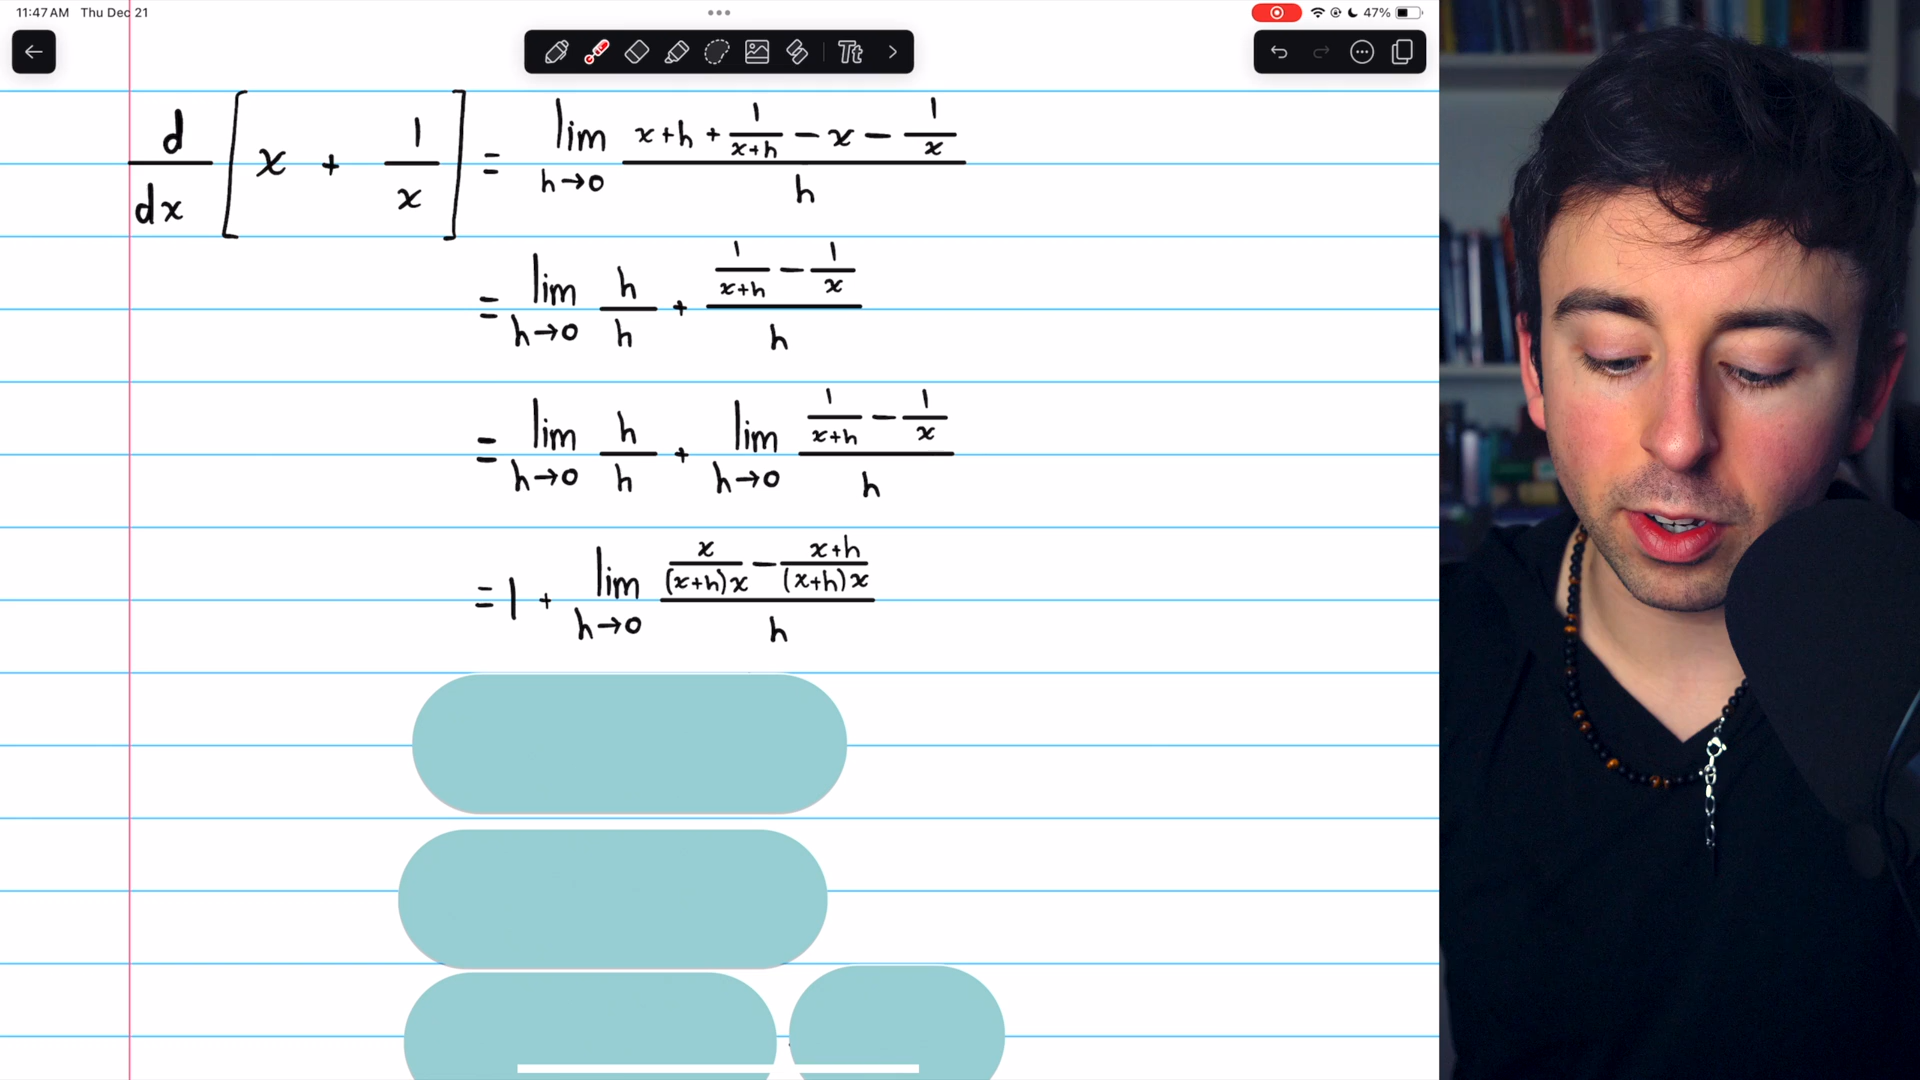 11:47 AM Thu Dec 21 47%
Tt
d/dx [x + 1/x] = lim h→0 (x+h + 1/(x+h) − x − 1/x)/h
= lim h→0 h/h + (1/(x+h) − 1/x)/h
= lim h→0 h/h + lim h→0 (1/(x+h) − 1/x)/h
= 1 + lim h→0 (x/((x+h)x) − (x+h)/((x+h)x))/h